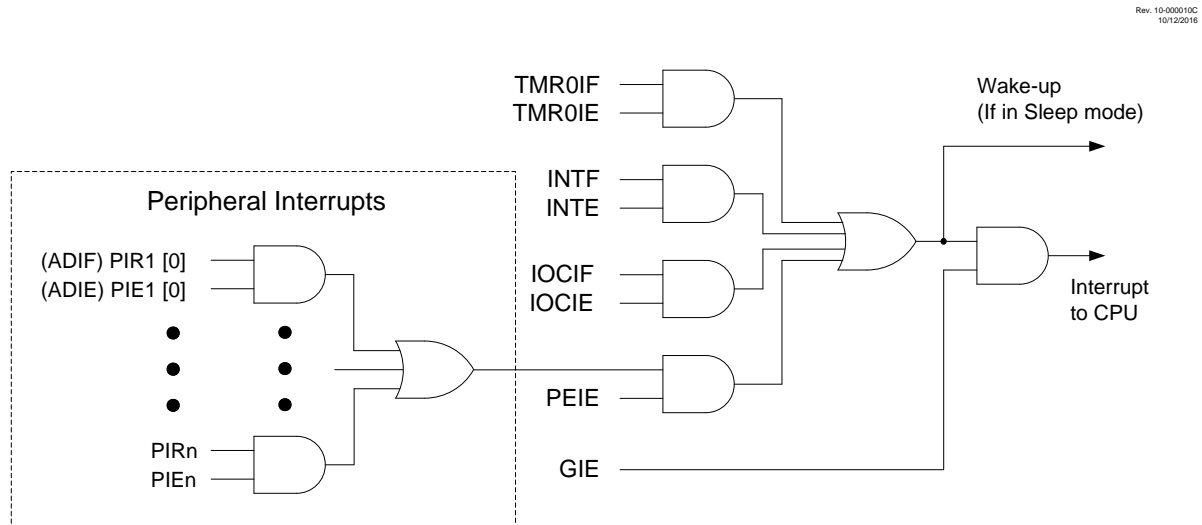 Rev. 10-000010C
10/12/2016
TMR0IF
TMR0IE
Wake-up
(If in Sleep mode)
INTF
INTE
Peripheral Interrupts
(ADIF) PIR1 [0]
(ADIE) PIE1 [0]
IOCIF
IOCIE
Interrupt
to CPU
PEIE
PIRn
PIEn
GIE